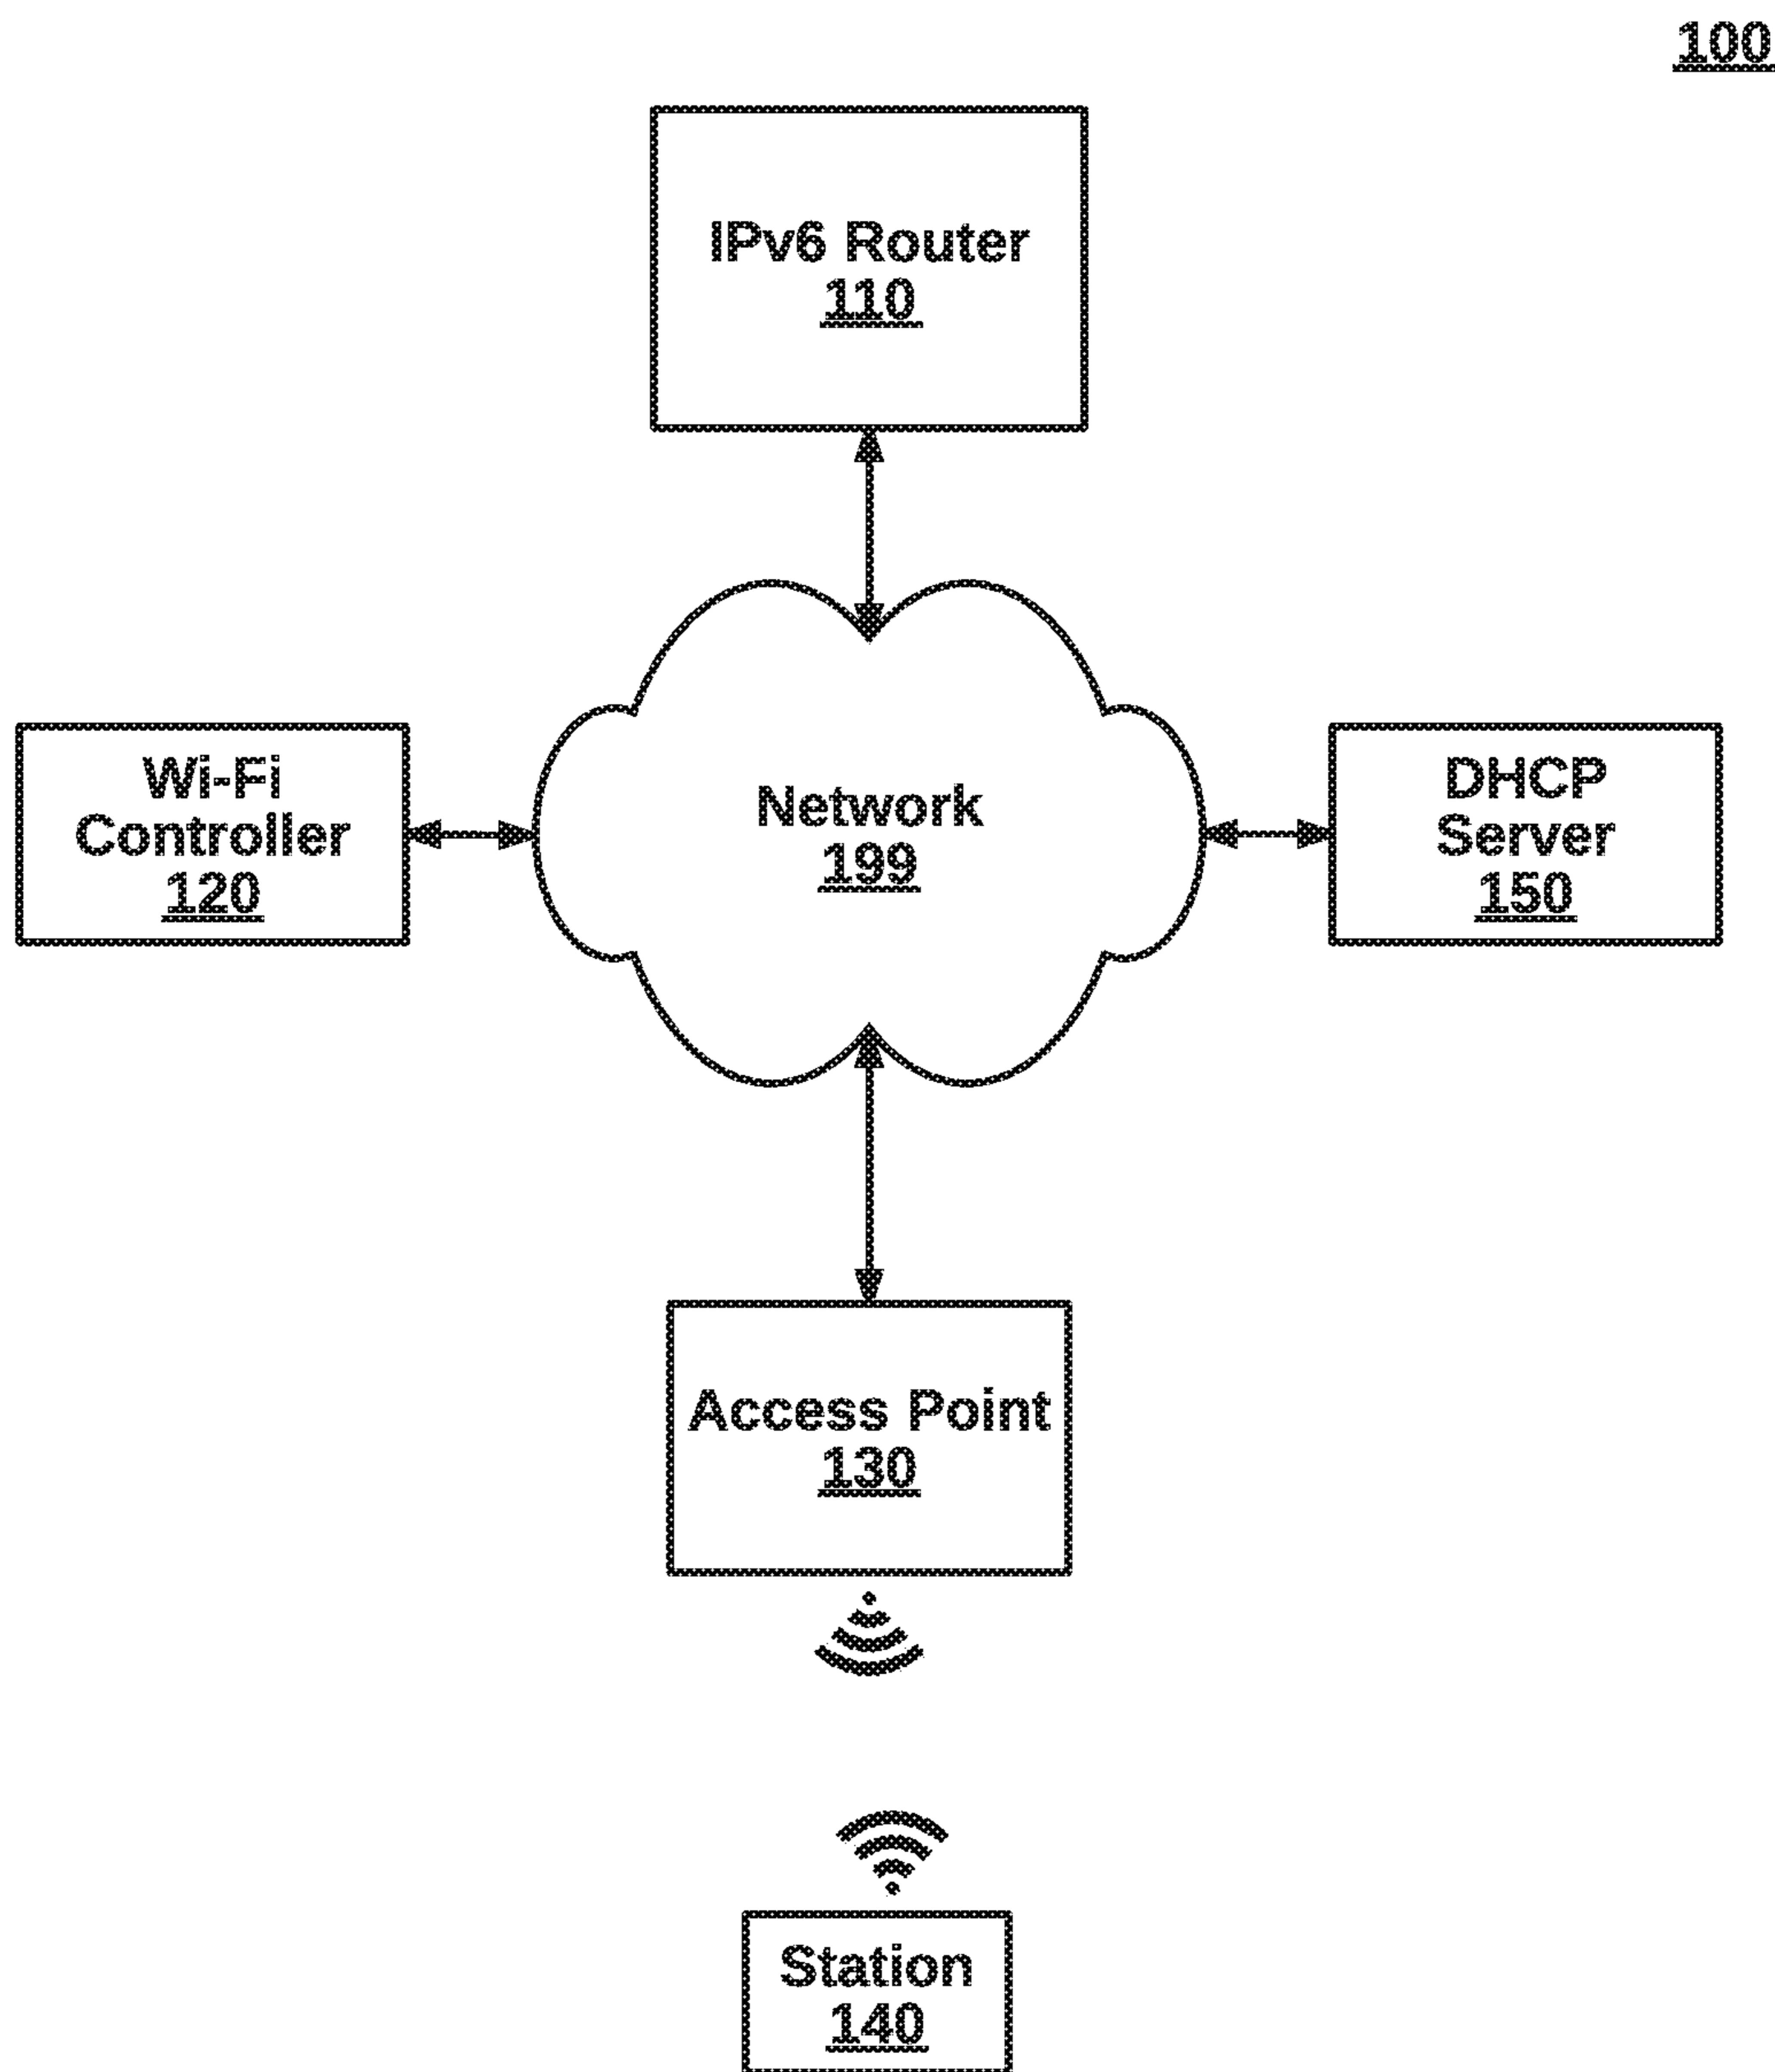 100
IPv6 Router
110
Wi-Fi
Controller
120
Network
199
DHCP
Server
150
Access Point
130
Station
140